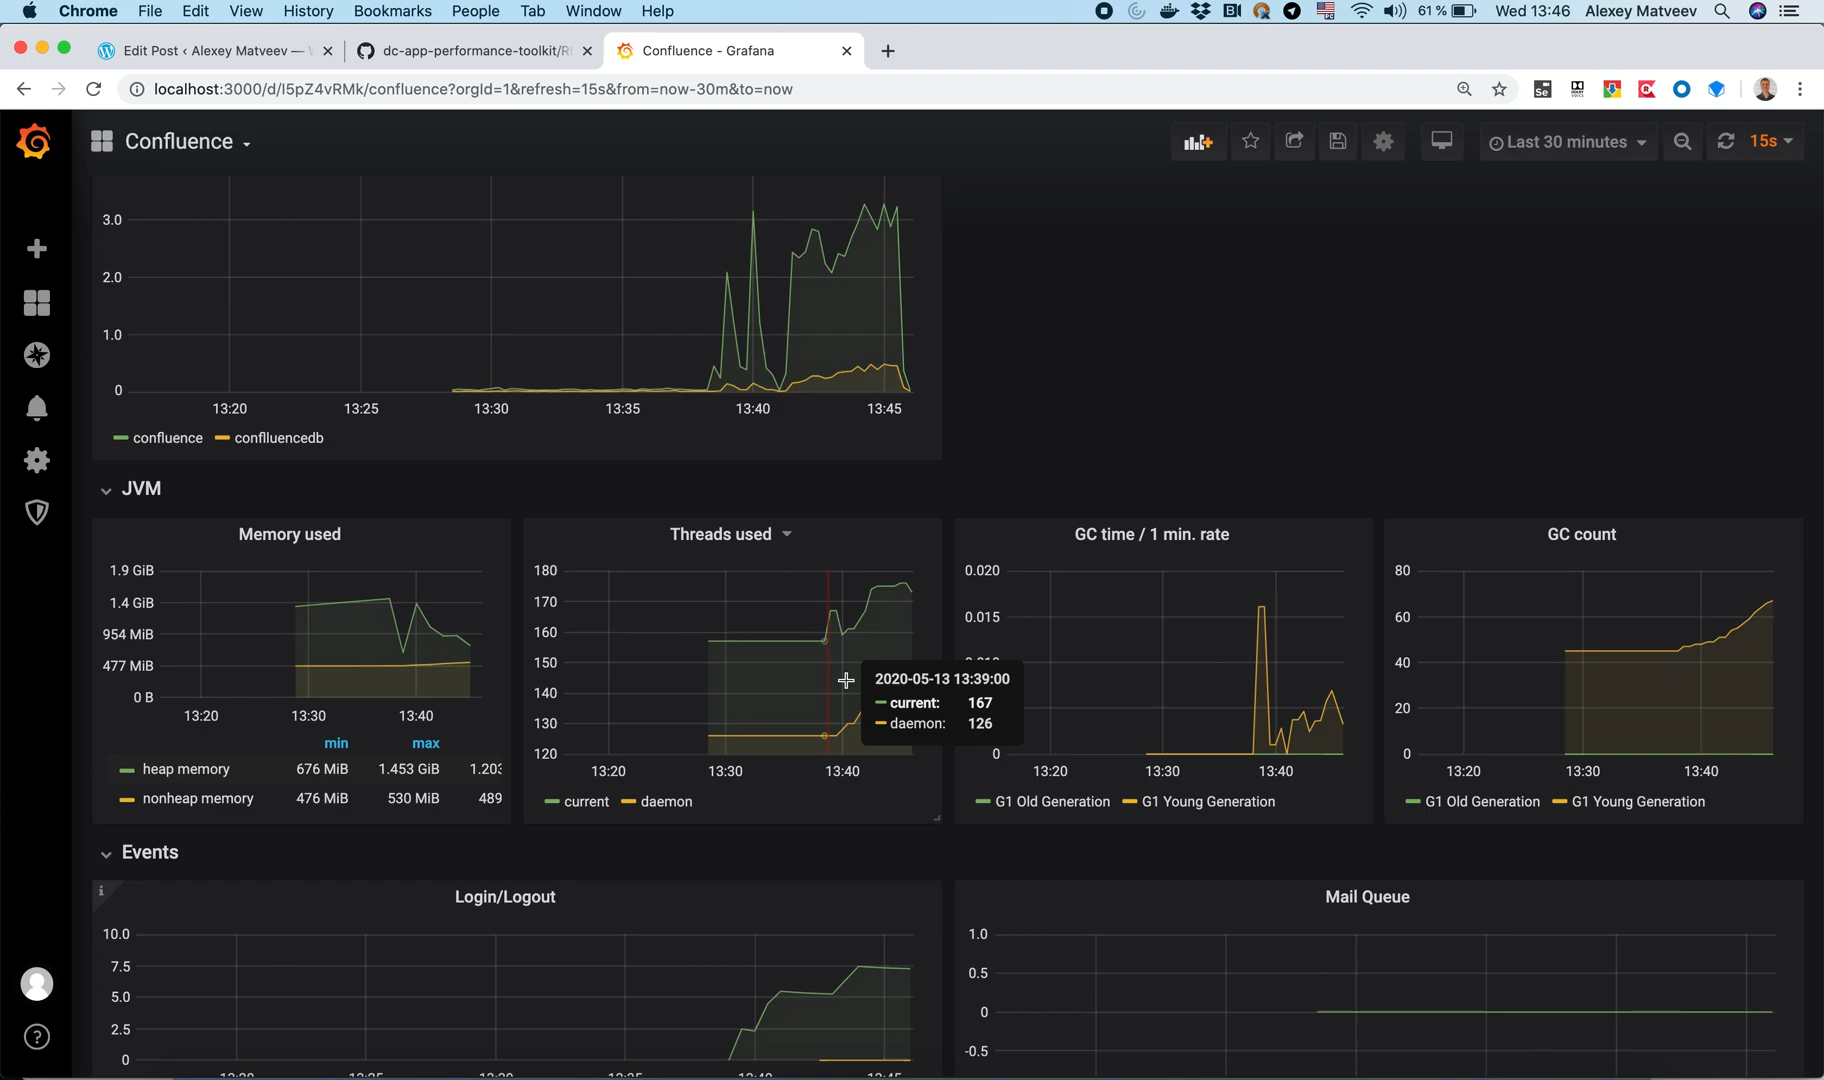 Chrome File Edit View History Bookmarks People Tab Window Help 61% Wed 13:46 Alexey Matveev
Edit Post ‹ Alexey Matveev — dc-app-performance-toolkit/R Confluence - Grafana
localhost:3000/d/I5pZ4vRMk/confluence?orgId=1&refresh=15s&from=now-30m&to=now
Confluence Last 30 minutes 15s
3.0
2.0
1.0
0
13:20 13:25 13:30 13:35 13:40 13:45
confluence conflluencedb
JVM
Memory used
1.9 GiB
1.4 GiB
954 MiB
477 MiB
0 B
13:20 13:30 13:40
min max
heap memory 676 MiB 1.453 GiB 1.203
nonheap memory 476 MiB 530 MiB 489
Threads used
180
170
160
150
140
130
120
13:20 13:30 13:40
current daemon
2020-05-13 13:39:00
current: 167
daemon: 126
GC time / 1 min. rate
0.020
0.015
0
13:20 13:30 13:40
G1 Old Generation G1 Young Generation
GC count
80
60
40
20
0
13:20 13:30 13:40
G1 Old Generation G1 Young Generation
Events
Login/Logout
10.0
7.5
5.0
2.5
0
Mail Queue
1.0
0.5
0
-0.5